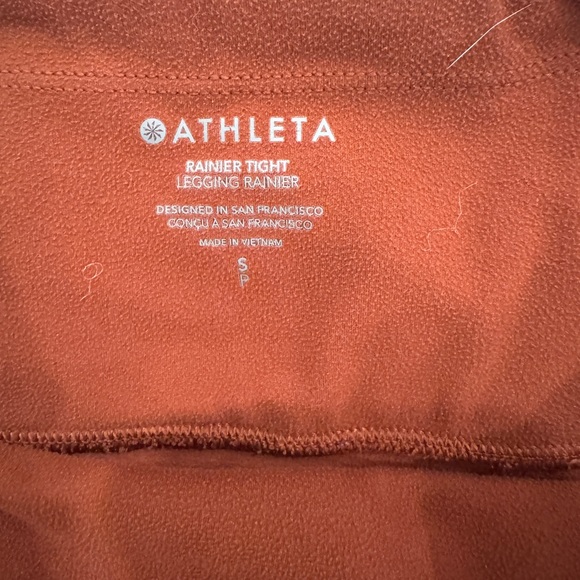 ATHLETA
RAINIER TIGHT
LEGGING RAINIER
DESIGNED IN SAN FRANCISCO
CONÇU À SAN FRANCISCO
MADE IN VIETNAM
S
P